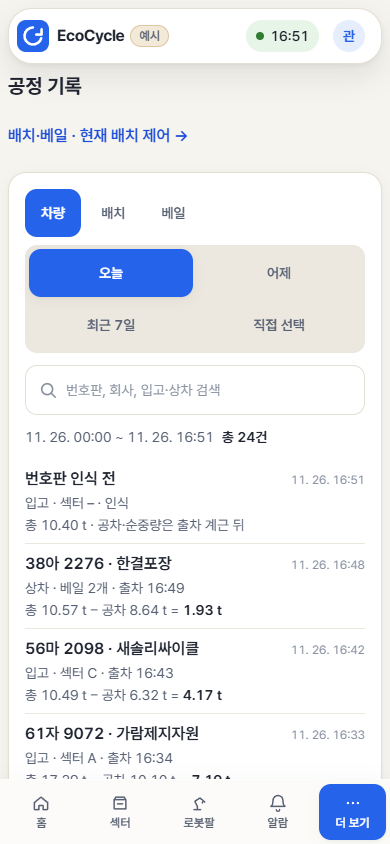 EcoCycle 예시 16:51 관
공정 기록
배치·베일 · 현재 배치 제어 →
차량 배치 베일
오늘 어제
최근 7일 직접 선택
번호판, 회사, 입고·상차 검색
11. 26. 00:00 ~ 11. 26. 16:51 총 24건
번호판 인식 전 11. 26. 16:51
입고 · 섹터 – · 인식
총 10.40 t · 공차·순중량은 출차 계근 뒤
38아 2276 · 한결포장 11. 26. 16:48
상차 · 베일 2개 · 출차 16:49
총 10.57 t − 공차 8.64 t = 1.93 t
56마 2098 · 새솔리싸이클 11. 26. 16:42
입고 · 섹터 C · 출차 16:43
총 10.49 t − 공차 6.32 t = 4.17 t
61자 9072 · 가람제지자원 11. 26. 16:33
입고 · 섹터 A · 출차 16:34
홈 섹터 로봇팔 알람 더 보기